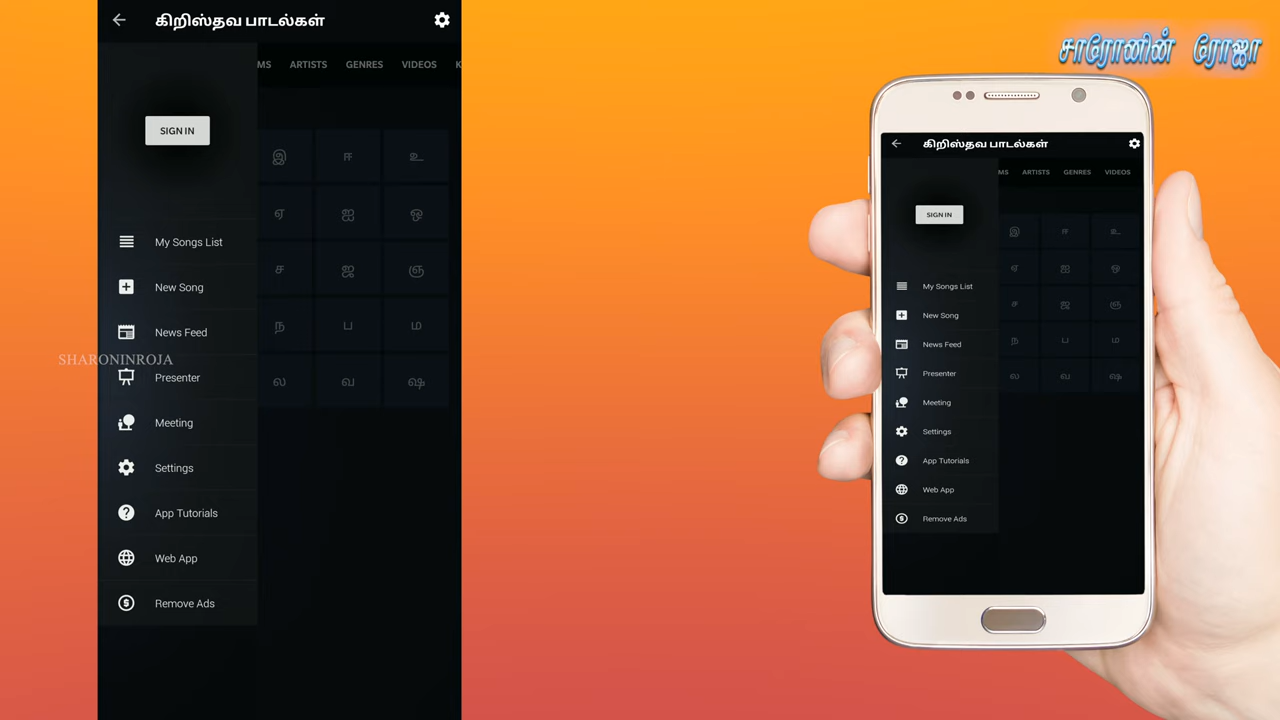 கிறிஸ்தவ பாடல்கள்
MS ARTISTS GENRES VIDEOS K
SIGN IN
இ ஈ உ
ஏ ஐ ஓ
ச ஜ ஞ
ந ப ம
ல வ ஷ
My Songs List
New Song
News Feed
SHARONINROJA
Presenter
Meeting
Settings
App Tutorials
Web App
Remove Ads
சாரோனின் ரோஜா
கிறிஸ்தவ பாடல்கள்
MS ARTISTS GENRES VIDEOS
SIGN IN
இ ஈ உ
ஏ ஐ ஓ
ச ஜ ஞ
ந ப ம
ல வ ஷ
My Songs List
New Song
News Feed
Presenter
Meeting
Settings
App Tutorials
Web App
Remove Ads